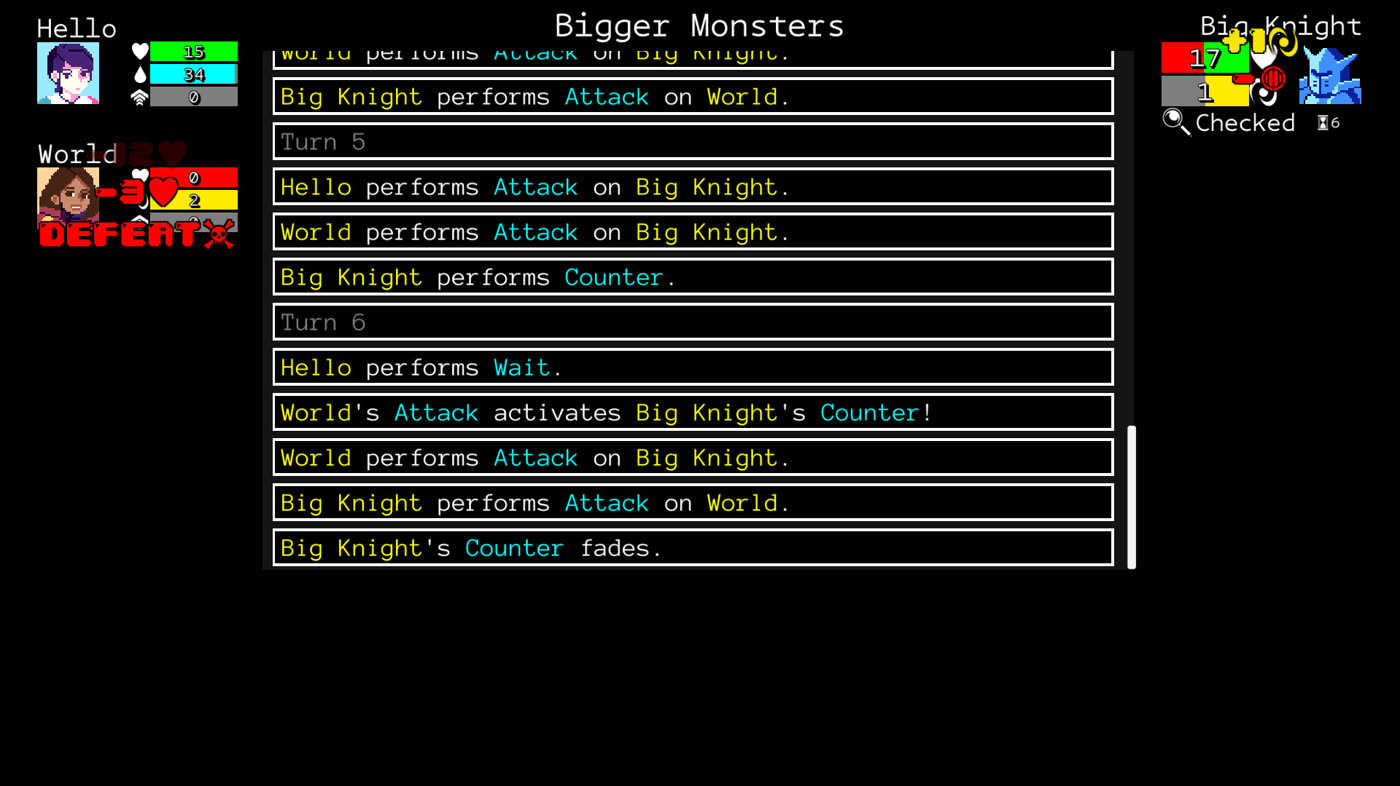 Hello
15
34
0
World
-12
-3
0
2
DEFEAT
Bigger Monsters
World performs Attack on Big Knight.
Big Knight performs Attack on World.
Turn 5
Hello performs Attack on Big Knight.
World performs Attack on Big Knight.
Big Knight performs Counter.
Turn 6
Hello performs Wait.
World's Attack activates Big Knight's Counter!
World performs Attack on Big Knight.
Big Knight performs Attack on World.
Big Knight's Counter fades.
Big Knight
+1
17
1
Checked 6